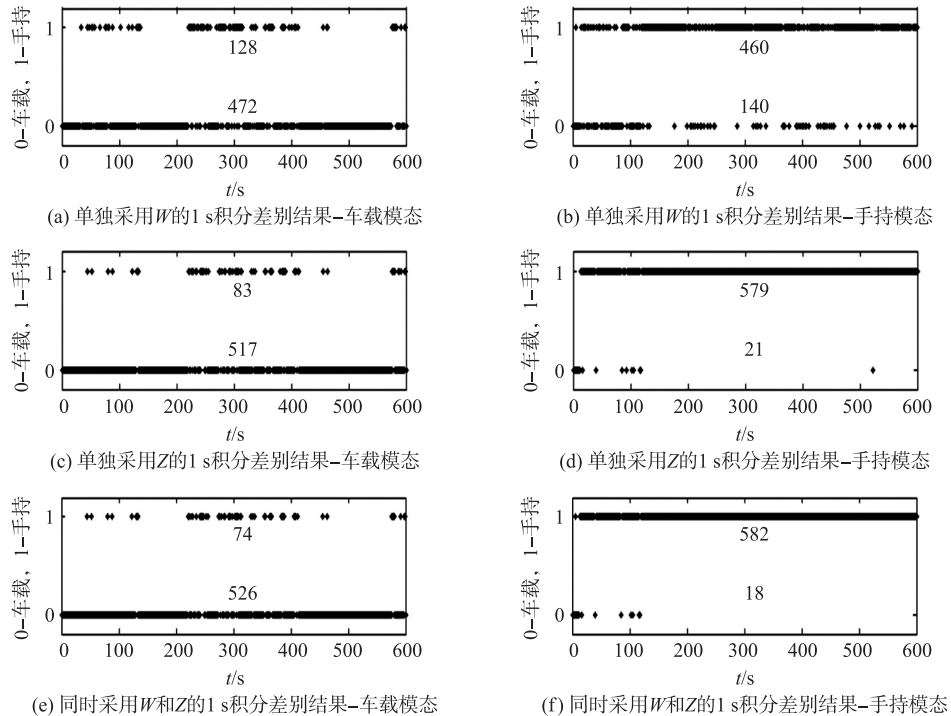 0−车载，1−手持
1
128
472
0
0 100 200 300 400 500 600
t/s
(a) 单独采用W的1 s积分差别结果−车载模态
0−车载，1−手持
1
460
140
0
0 100 200 300 400 500 600
t/s
(b) 单独采用W的1 s积分差别结果−手持模态
0−车载，1−手持
1
83
517
0
0 100 200 300 400 500 600
t/s
(c) 单独采用Z的1 s积分差别结果−车载模态
0−车载，1−手持
1
579
21
0
0 100 200 300 400 500 600
t/s
(d) 单独采用Z的1 s积分差别结果−手持模态
0−车载，1−手持
1
74
526
0
0 100 200 300 400 500 600
t/s
(e) 同时采用W和Z的1 s积分差别结果−车载模态
0−车载，1−手持
1
582
18
0
0 100 200 300 400 500 600
t/s
(f) 同时采用W和Z的1 s积分差别结果−手持模态